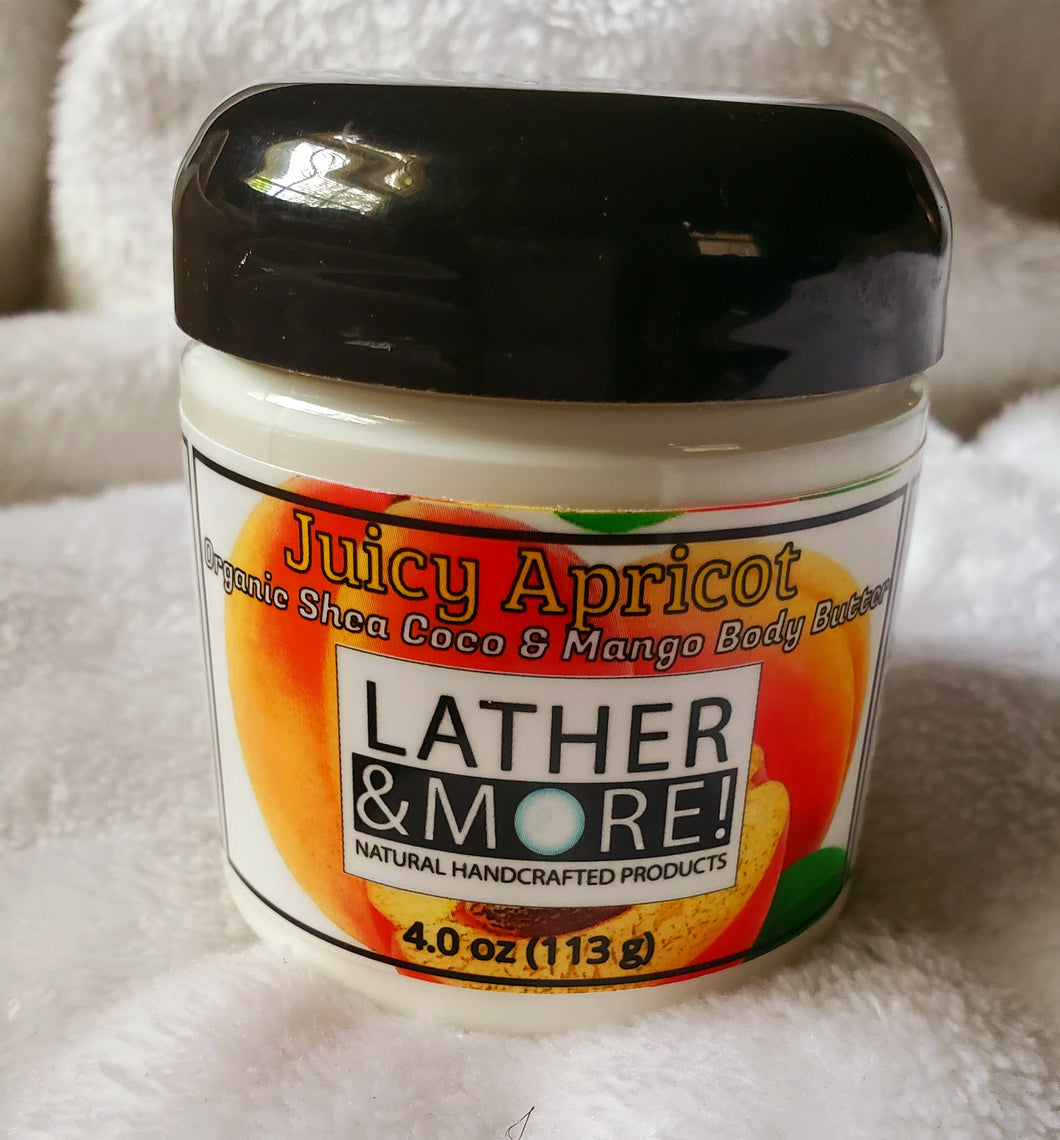 Juicy Apricot
Organic Shea Coco & Mango Body Butter
LATHER
&MORE!
NATURAL HANDCRAFTED PRODUCTS
4.0 oz (113 g)